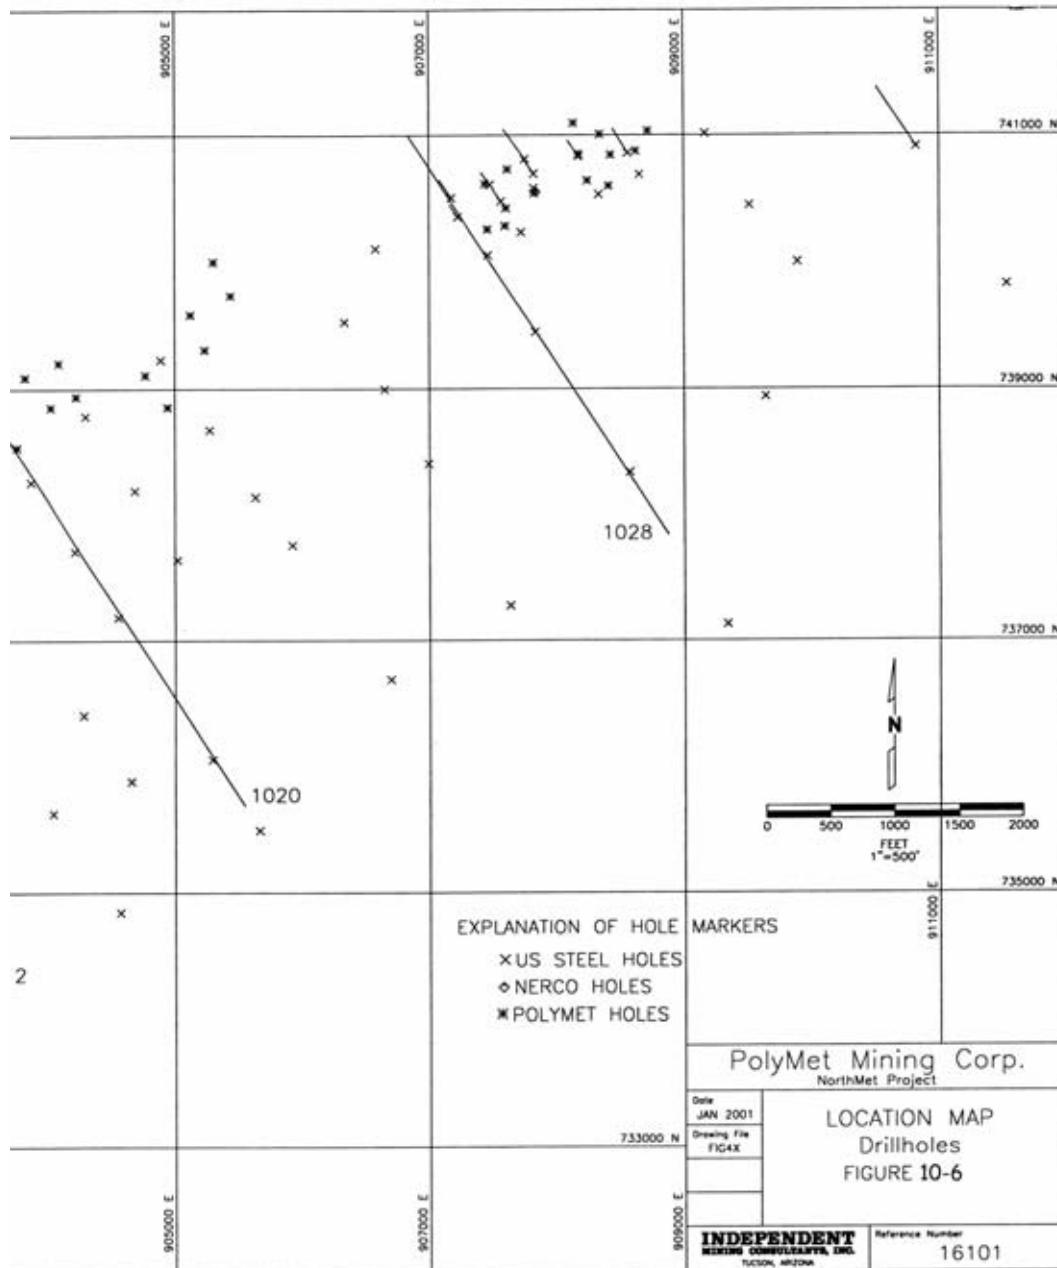 905000 E
907000 E
909000 E
911000 E
741000 N
739000 N
1028
737000 N
N
1020
0 500 1000 1500 2000
FEET
1"=500'
735000 N
911000 E
EXPLANATION OF HOLE MARKERS
×US STEEL HOLES
NERCO HOLES
POLYMET HOLES
2
PolyMet Mining Corp.
NorthMet Project
Date
JAN 2001
LOCATION MAP
Drawing File
FIG4X
Drillholes
FIGURE 10-6
733000 N
905000 E
907000 E
909000 E
INDEPENDENT
MINING CONSULTANTS, INC.
TUCSON, ARIZONA
Reference Number
16101